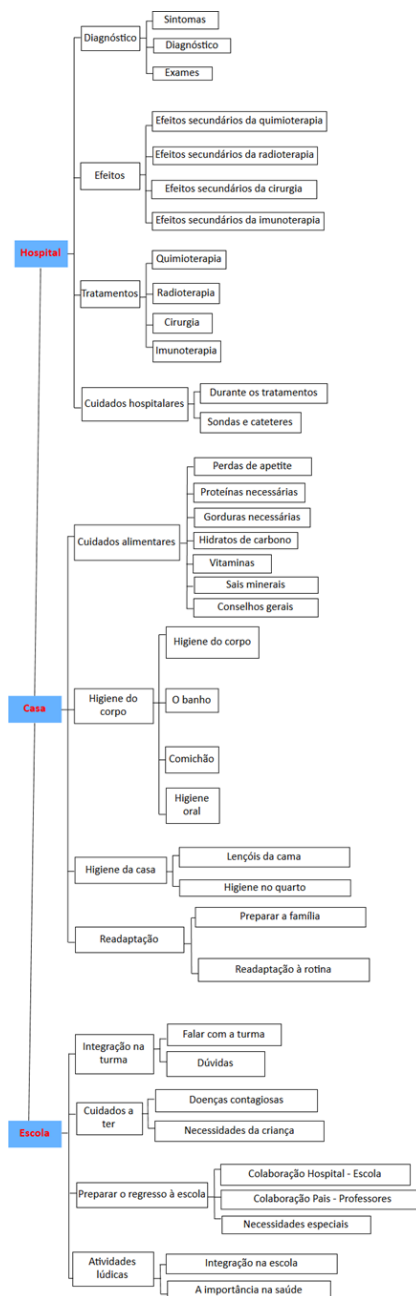 Hospital
Diagnóstico
Sintomas
Diagnóstico
Exames
Efeitos
Efeitos secundários da quimioterapia
Efeitos secundários da radioterapia
Efeitos secundários da cirurgia
Efeitos secundários da imunoterapia
Tratamentos
Quimioterapia
Radioterapia
Cirurgia
Imunoterapia
Cuidados hospitalares
Durante os tratamentos
Sondas e cateteres
Casa
Cuidados alimentares
Perdas de apetite
Proteínas necessárias
Gorduras necessárias
Hidratos de carbono
Vitaminas
Sais minerais
Conselhos gerais
Higiene do
corpo
Higiene do corpo
O banho
Comichão
Higiene
oral
Higiene da casa
Lençóis da cama
Higiene no quarto
Readaptação
Preparar a família
Readaptação à rotina
Escola
Integração na
turma
Falar com a turma
Dúvidas
Cuidados a
ter
Doenças contagiosas
Necessidades da criança
Preparar o regresso à escola
Colaboração Hospital - Escola
Colaboração Pais - Professores
Necessidades especiais
Atividades
lúdicas
Integração na escola
A importância na saúde